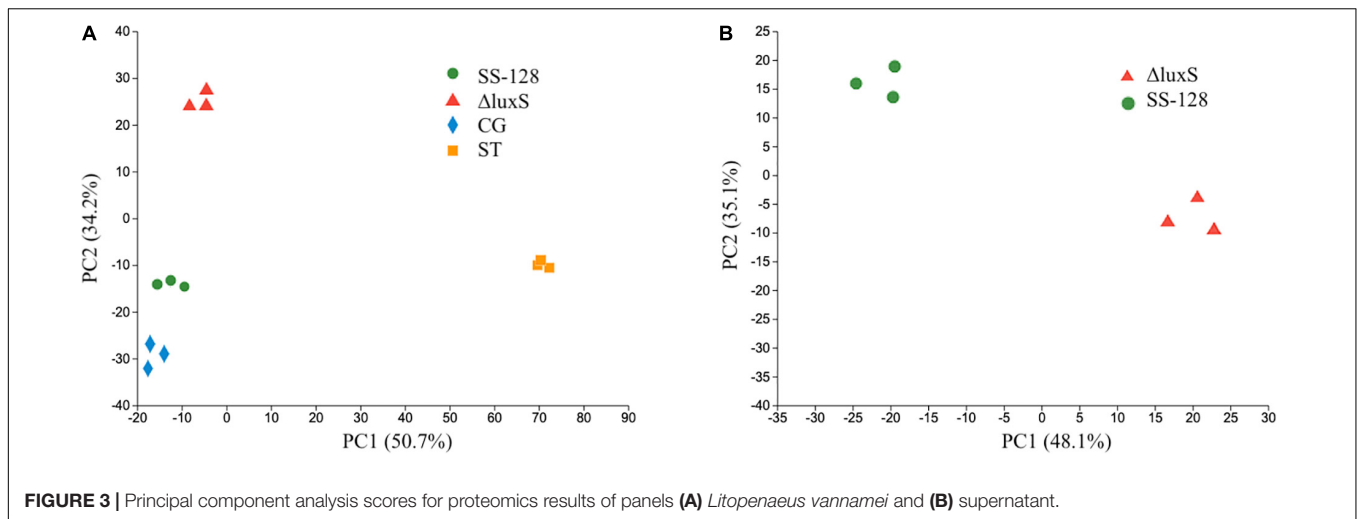 A
40
30
20
10
0
-10
-20
-30
-40
PC2 (34.2%)
-20 -10 0 10 20 30 40 50 60 70 80 90
PC1 (50.7%)
SS-128
ΔluxS
CG
ST
B
25
20
15
10
5
0
-5
-10
-15
-20
-25
-30
-35
-40
PC2 (35.1%)
-35 -30 -25 -20 -15 -10 -5 0 5 10 15 20 25 30
PC1 (48.1%)
ΔluxS
SS-128
FIGURE 3 | Principal component analysis scores for proteomics results of panels (A) Litopenaeus vannamei and (B) supernatant.